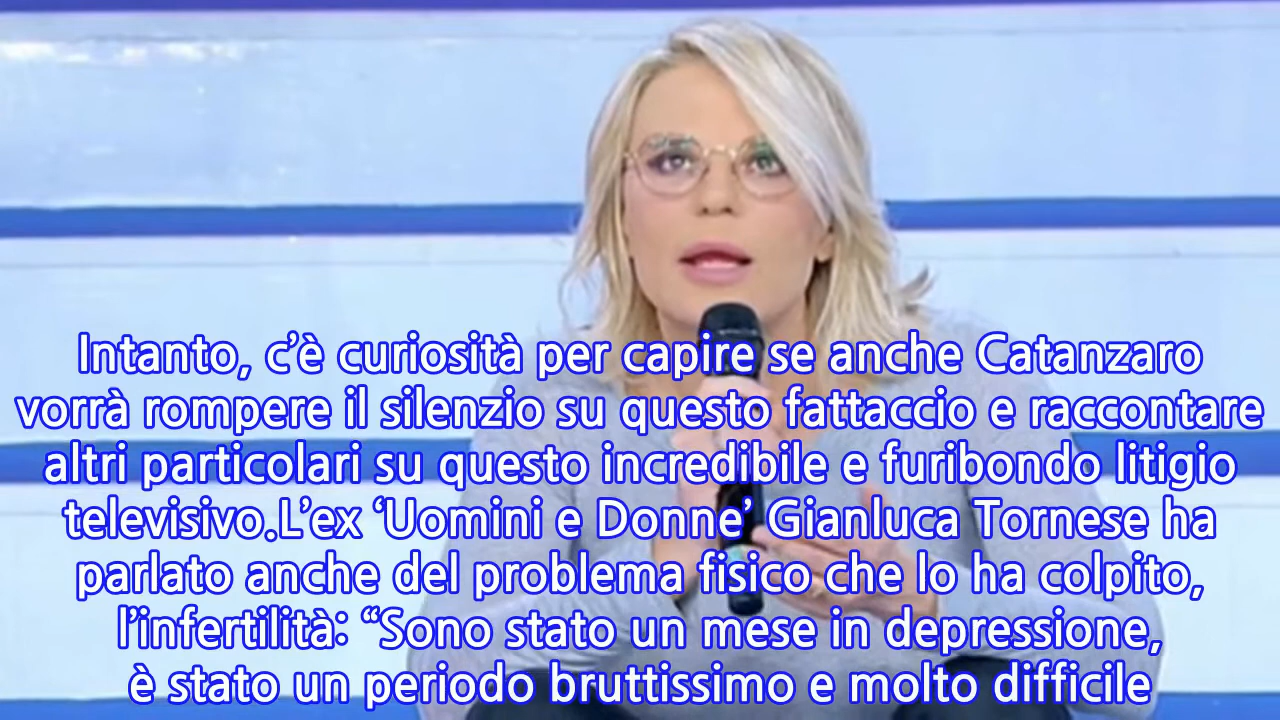 Intanto, c’è curiosità per capire se anche Catanzaro
vorrà rompere il silenzio su questo fattaccio e raccontare
altri particolari su questo incredibile e furibondo litigio
televisivo.L’ex ‘Uomini e Donne’ Gianluca Tornese ha
parlato anche del problema fisico che lo ha colpito,
l’infertilità: “Sono stato un mese in depressione,
è stato un periodo bruttissimo e molto difficile